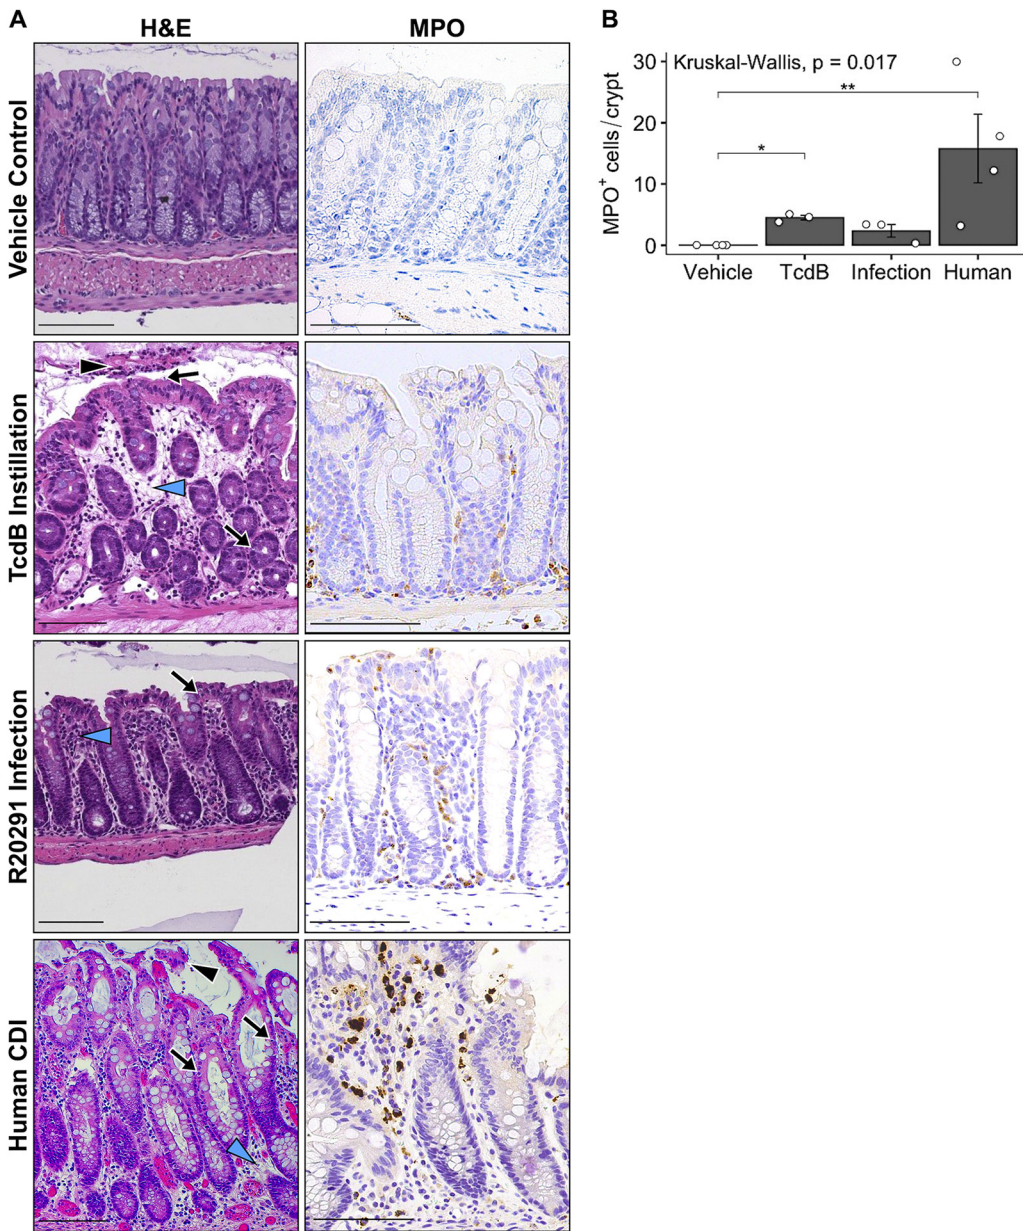 A
H&E
MPO
Vehicle Control
TcdB Instillation
R20291 Infection
Human CDI
B
MPO+ cells/crypt
30
20
10
0
Kruskal-Wallis, p = 0.017
**
*
Vehicle
TcdB
Infection
Human